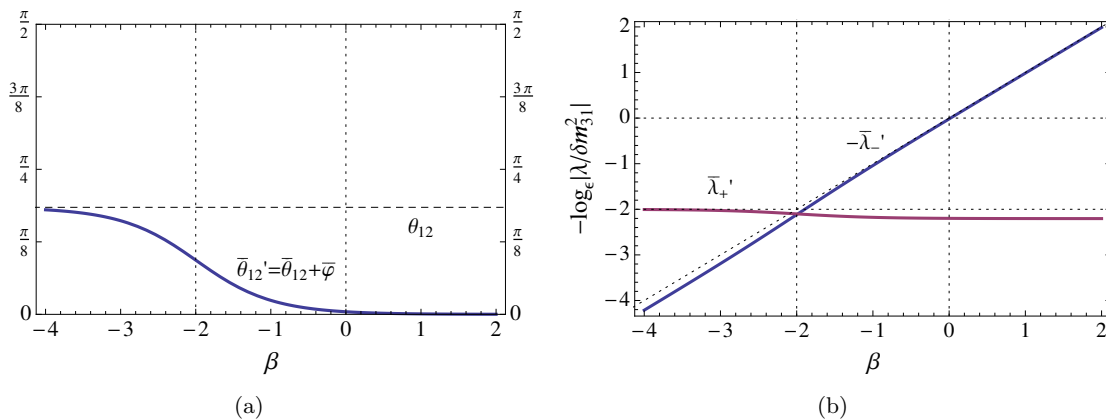 π/2
3π/8
π/4
π/8
0
π/2
3π/8
π/4
π/8
0
θ₁₂
θ̅₁₂'=θ̅₁₂+φ̅
−4 −3 −2 −1 0 1 2
β
(a)
−log_ϵ|λ/δm²₃₁|
2
1
0
−1
−2
−3
−4
−λ̅₋'
λ̅₊'
−4 −3 −2 −1 0 1 2
β
(b)